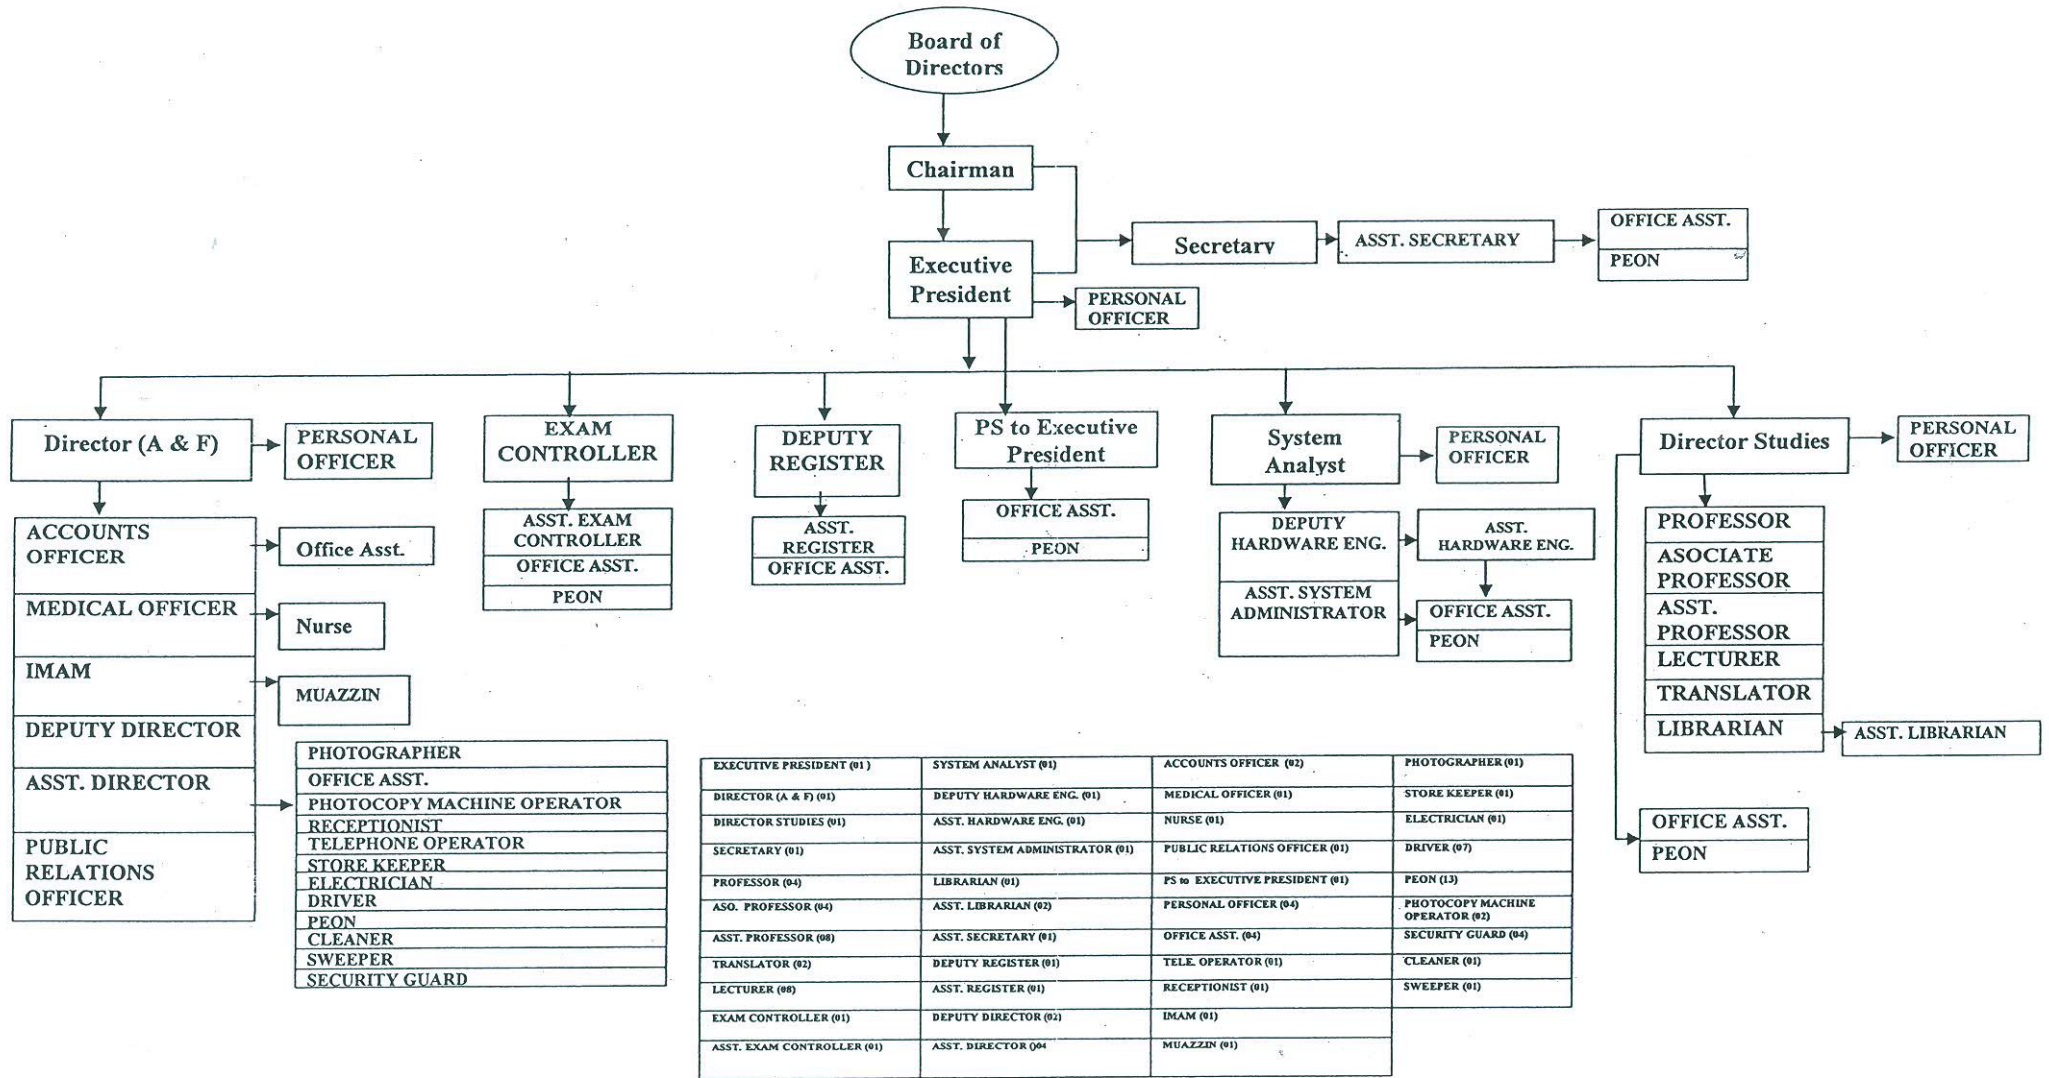 Board of
Directors
Chairman
Executive
President
Secretary
ASST. SECRETARY
OFFICE ASST.
PEON
PERSONAL
OFFICER
Director (A & F)
PERSONAL
OFFICER
EXAM
CONTROLLER
DEPUTY
REGISTER
PS to Executive
President
System
Analyst
PERSONAL
OFFICER
Director Studies
PERSONAL
OFFICER
ACCOUNTS
OFFICER
Office Asst.
MEDICAL OFFICER
Nurse
IMAM
MUAZZIN
DEPUTY DIRECTOR
ASST. DIRECTOR
PUBLIC
RELATIONS
OFFICER
PHOTOGRAPHER
OFFICE ASST.
PHOTOCOPY MACHINE OPERATOR
RECEPTIONIST
TELEPHONE OPERATOR
STORE KEEPER
ELECTRICIAN
DRIVER
PEON
CLEANER
SWEEPER
SECURITY GUARD
ASST. EXAM
CONTROLLER
OFFICE ASST.
PEON
ASST.
REGISTER
OFFICE ASST.
OFFICE ASST.
PEON
DEPUTY
HARDWARE ENG.
ASST.
HARDWARE ENG.
ASST. SYSTEM
ADMINISTRATOR
OFFICE ASST.
PEON
PROFESSOR
ASOCIATE
PROFESSOR
ASST.
PROFESSOR
LECTURER
TRANSLATOR
LIBRARIAN
ASST. LIBRARIAN
OFFICE ASST.
PEON
EXECUTIVE PRESIDENT (01 ) SYSTEM ANALYST (01) ACCOUNTS OFFICER (02) PHOTOGRAPHER (01)
DIRECTOR (A & F) (01) DEPUTY HARDWARE ENG. (01) MEDICAL OFFICER (01) STORE KEEPER (01)
DIRECTOR STUDIES (01) ASST. HARDWARE ENG. (01) NURSE (01) ELECTRICIAN (01)
SECRETARY (01) ASST. SYSTEM ADMINISTRATOR (01) PUBLIC RELATIONS OFFICER (01) DRIVER (07)
PROFESSOR (04) LIBRARIAN (01) PS to EXECUTIVE PRESIDENT (01) PEON (13)
ASO. PROFESSOR (04) ASST. LIBRARIAN (02) PERSONAL OFFICER (04) PHOTOCOPY MACHINE
OPERATOR (02)
ASST. PROFESSOR (08) ASST. SECRETARY (01) OFFICE ASST. (04) SECURITY GUARD (04)
TRANSLATOR (02) DEPUTY REGISTER (01) TELE. OPERATOR (01) CLEANER (01)
LECTURER (08) ASST. REGISTER (01) RECEPTIONIST (01) SWEEPER (01)
EXAM CONTROLLER (01) DEPUTY DIRECTOR (02) IMAM (01)
ASST. EXAM CONTROLLER (01) ASST. DIRECTOR ()04 MUAZZIN (01)